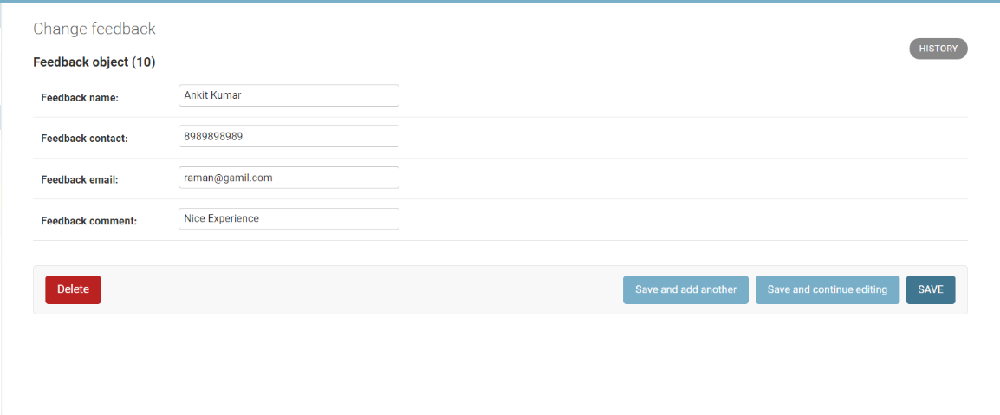 Change feedback
HISTORY
Feedback object (10)
Feedback name: Ankit Kumar
Feedback contact: 8989898989
Feedback email: raman@gamil.com
Feedback comment: Nice Experience
Delete Save and add another Save and continue editing SAVE